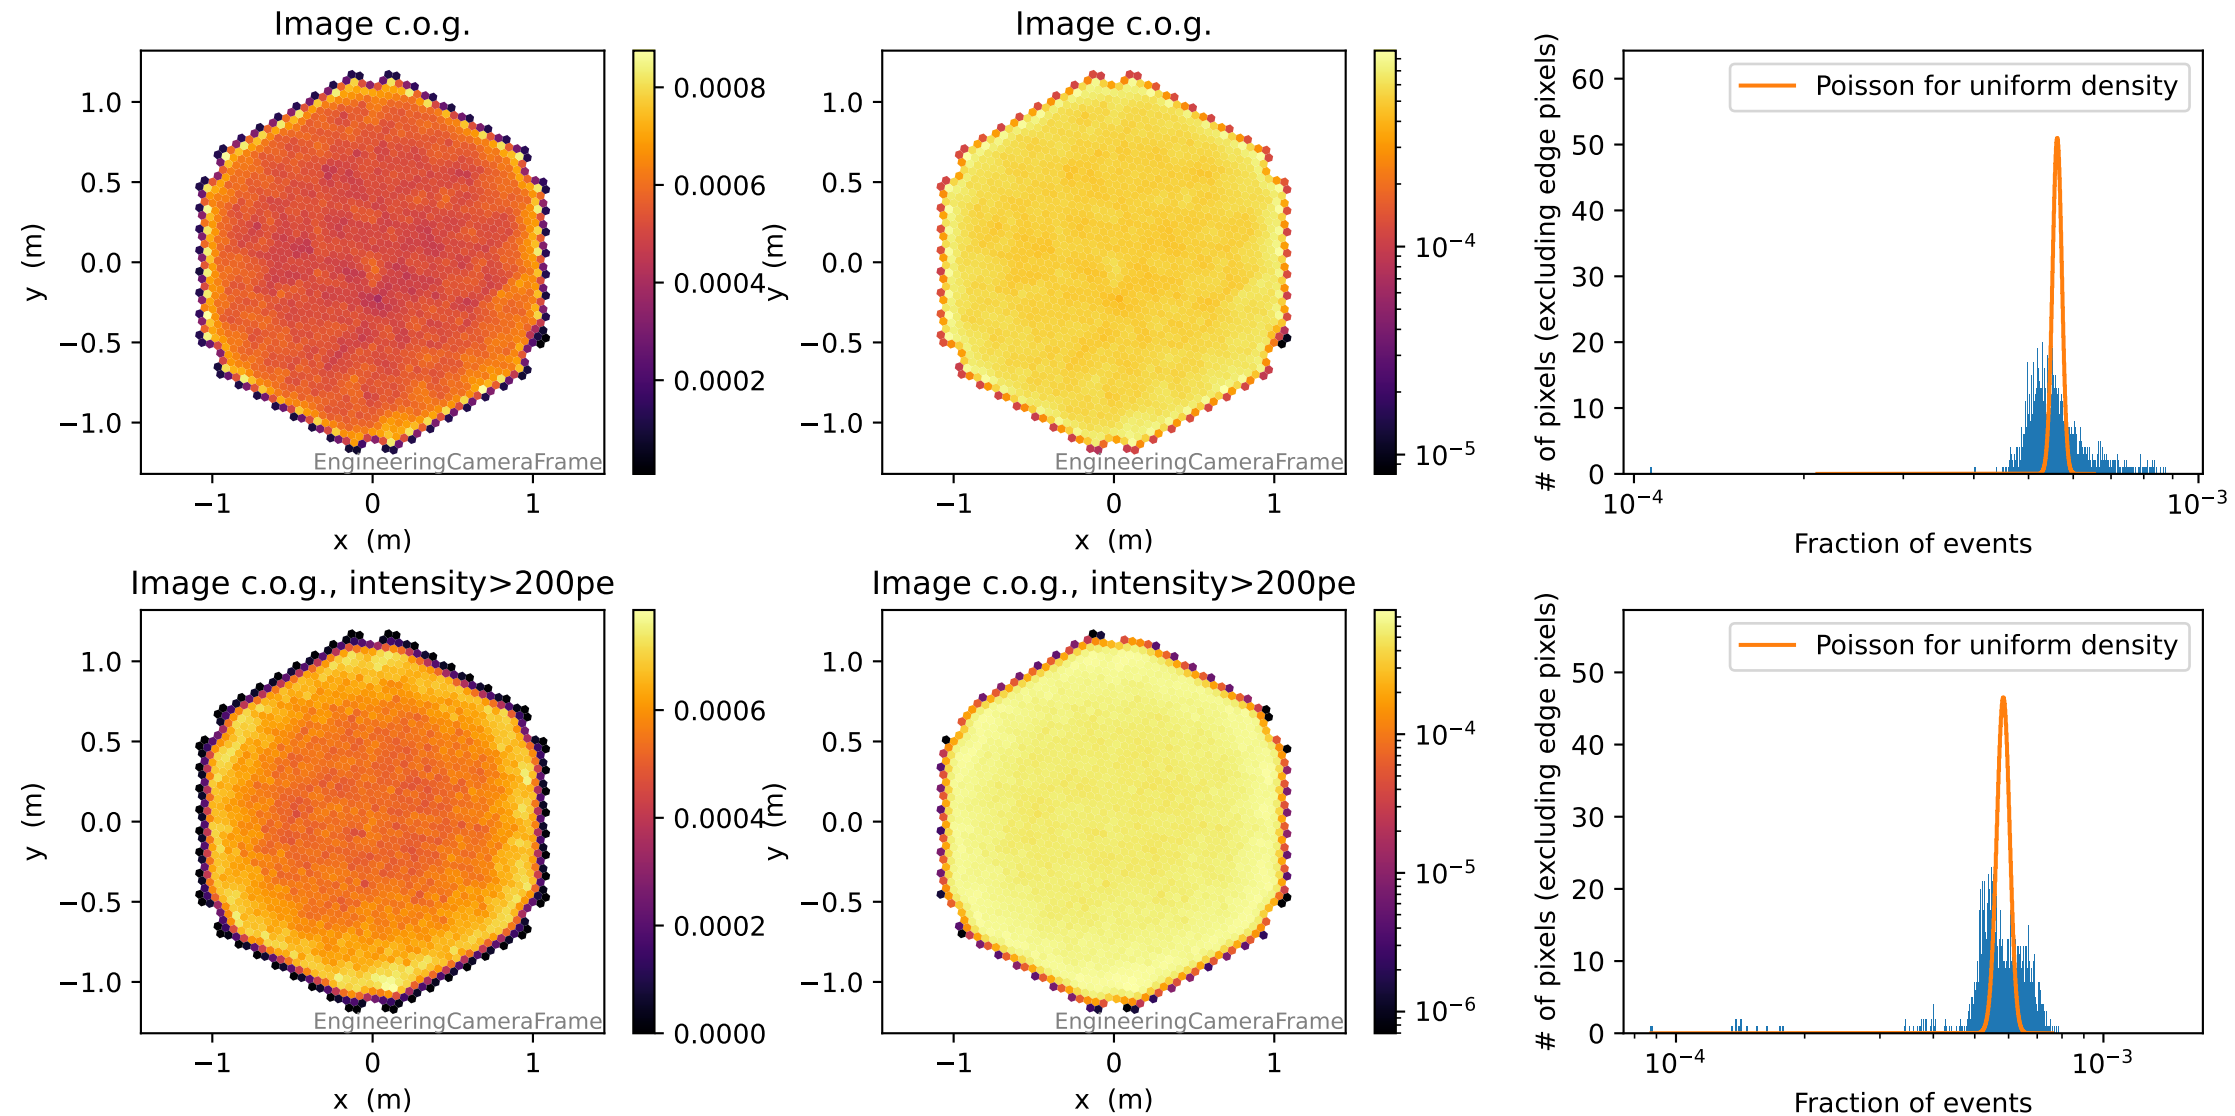 Image c.o.g.
1.0
0.5
0.0
−0.5
−1.0
y (m)
−1 0 1
x (m)
EngineeringCameraFrame
0.0008
0.0006
0.0004
0.0002
Image c.o.g.
1.0
0.5
0.0
−0.5
−1.0
y (m)
−1 0 1
x (m)
EngineeringCameraFrame
10⁻⁴
10⁻⁵
Poisson for uniform density
60
50
40
30
20
10
0
# of pixels (excluding edge pixels)
10⁻⁴ 10⁻³
Fraction of events
Image c.o.g., intensity>200pe
1.0
0.5
0.0
−0.5
−1.0
y (m)
−1 0 1
x (m)
EngineeringCameraFrame
0.0006
0.0004
0.0002
0.0000
Image c.o.g., intensity>200pe
1.0
0.5
0.0
−0.5
−1.0
y (m)
−1 0 1
x (m)
EngineeringCameraFrame
10⁻⁴
10⁻⁵
10⁻⁶
Poisson for uniform density
50
40
30
20
10
0
# of pixels (excluding edge pixels)
10⁻⁴ 10⁻³
Fraction of events